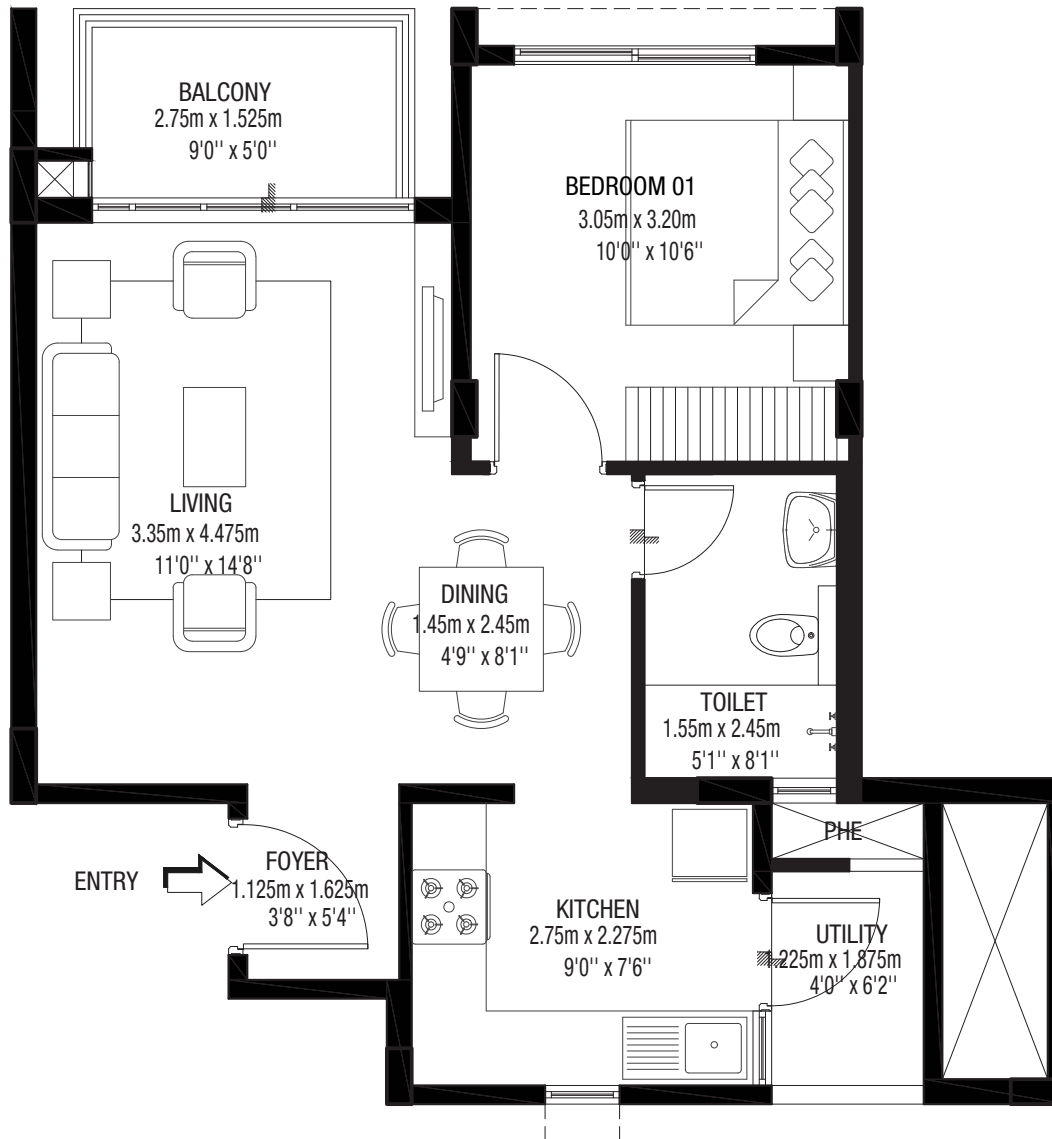 BALCONY
2.75m x 1.525m
9'0'' x 5'0''
BEDROOM 01
3.05m x 3.20m
10'0'' x 10'6''
LIVING
3.35m x 4.475m
11'0'' x 14'8''
DINING
1.45m x 2.45m
4'9'' x 8'1''
TOILET
1.55m x 2.45m
5'1'' x 8'1''
PHE
ENTRY
FOYER
1.125m x 1.625m
3'8'' x 5'4''
KITCHEN
2.75m x 2.275m
9'0'' x 7'6''
UTILITY
1.225m x 1.875m
4'0'' x 6'2''